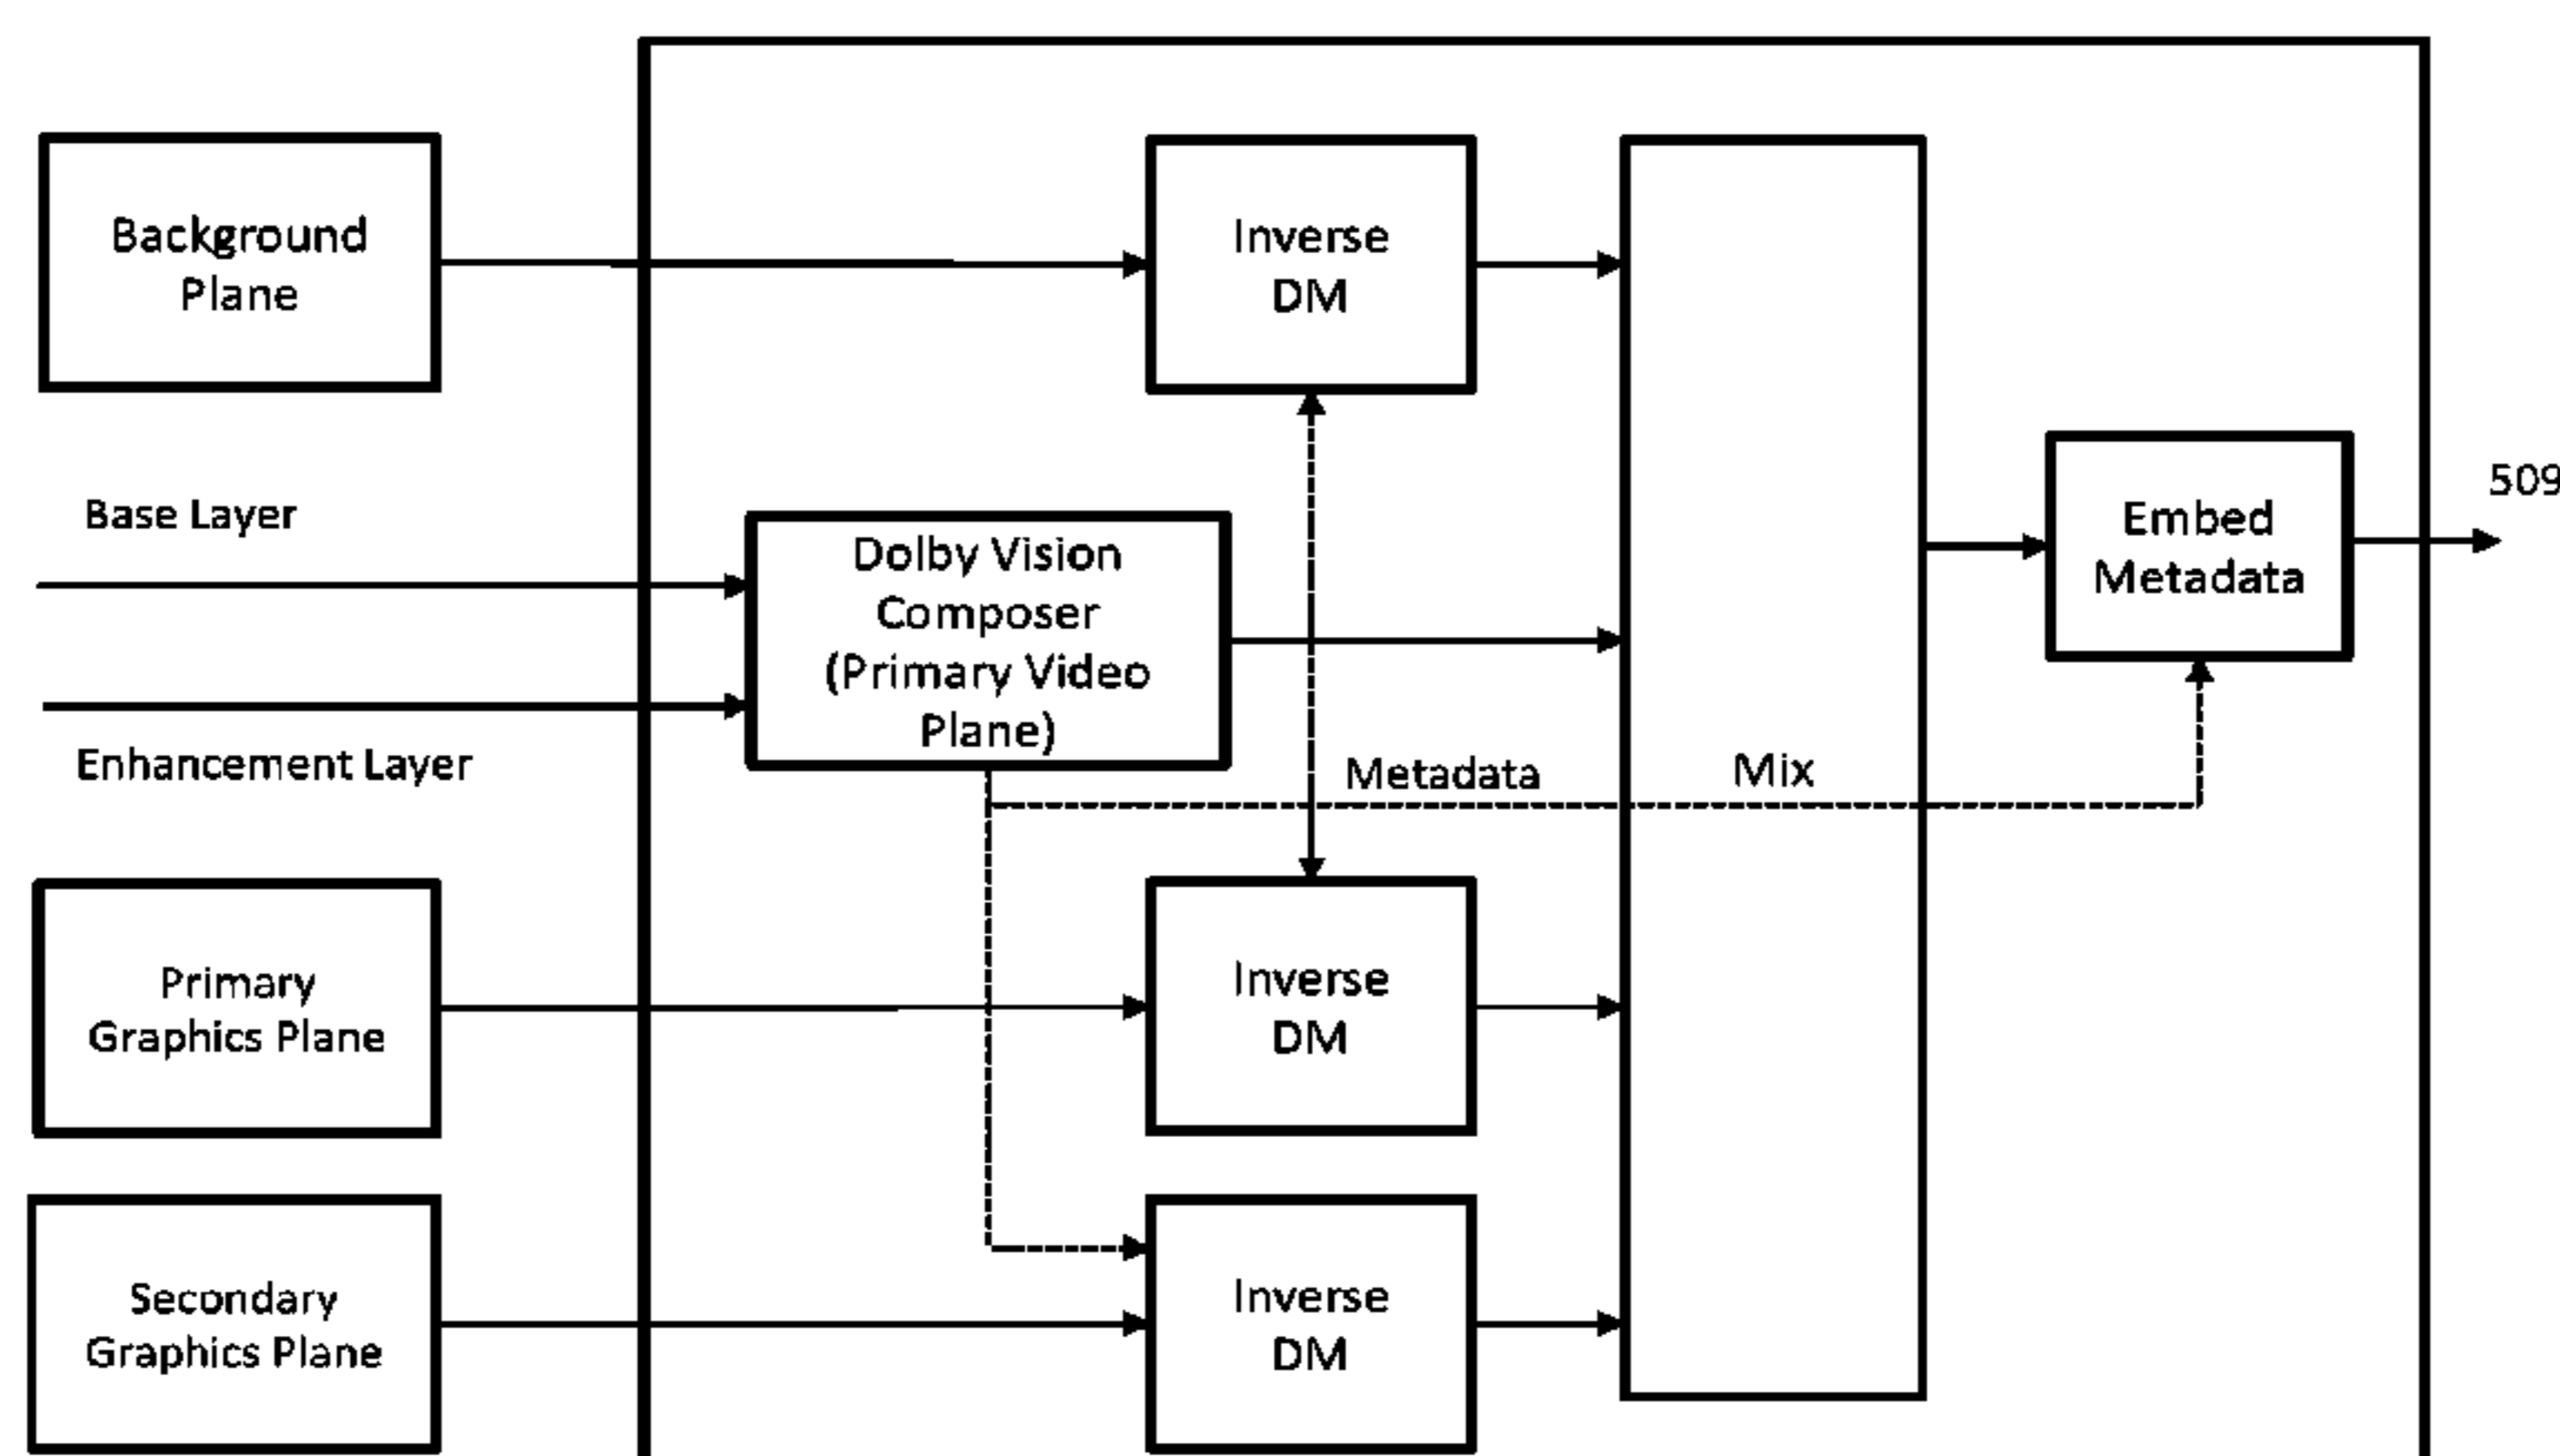 Background
Plane
Inverse
DM
Base Layer
Dolby Vision
Composer
(Primary Video
Plane)
Enhancement Layer
Metadata
Mix
Embed
Metadata
509
Primary
Graphics Plane
Inverse
DM
Secondary
Graphics Plane
Inverse
DM